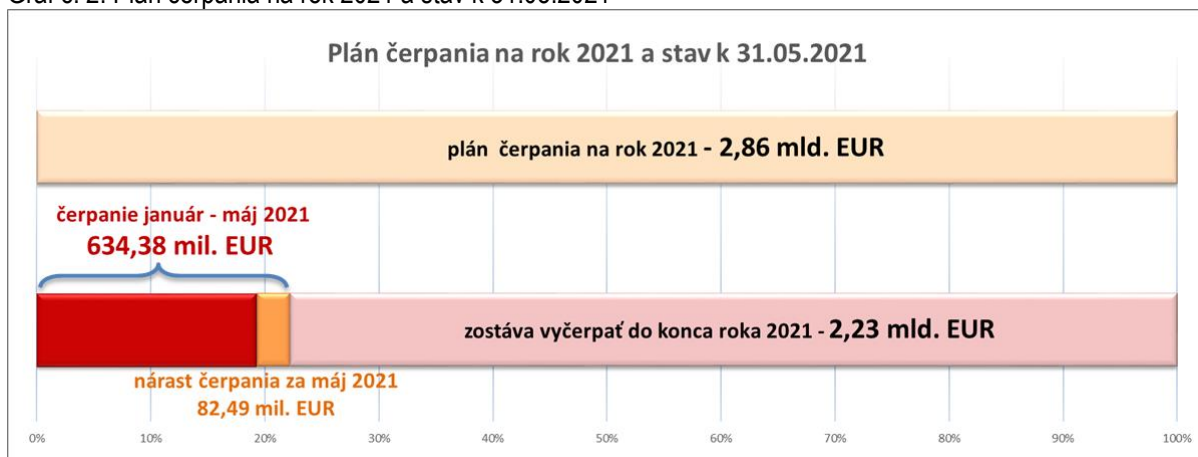 Plán čerpania na rok 2021 a stav k 31.05.2021
plán čerpania na rok 2021 - 2,86 mld. EUR
čerpanie január - máj 2021
634,38 mil. EUR
zostáva vyčerpať do konca roka 2021 - 2,23 mld. EUR
nárast čerpania za máj 2021
82,49 mil. EUR
0% 10% 20% 30% 40% 50% 60% 70% 80% 90% 100%